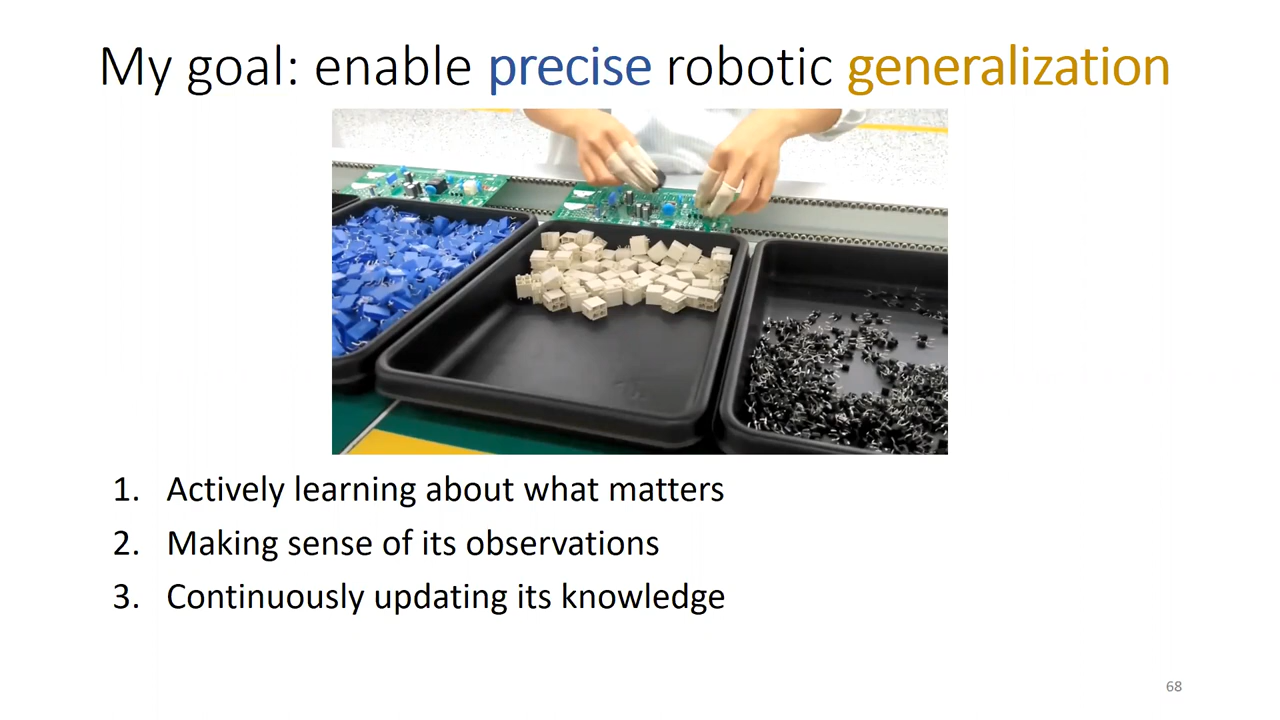 My goal: enable precise robotic generalization
1. Actively learning about what matters
2. Making sense of its observations
3. Continuously updating its knowledge
68